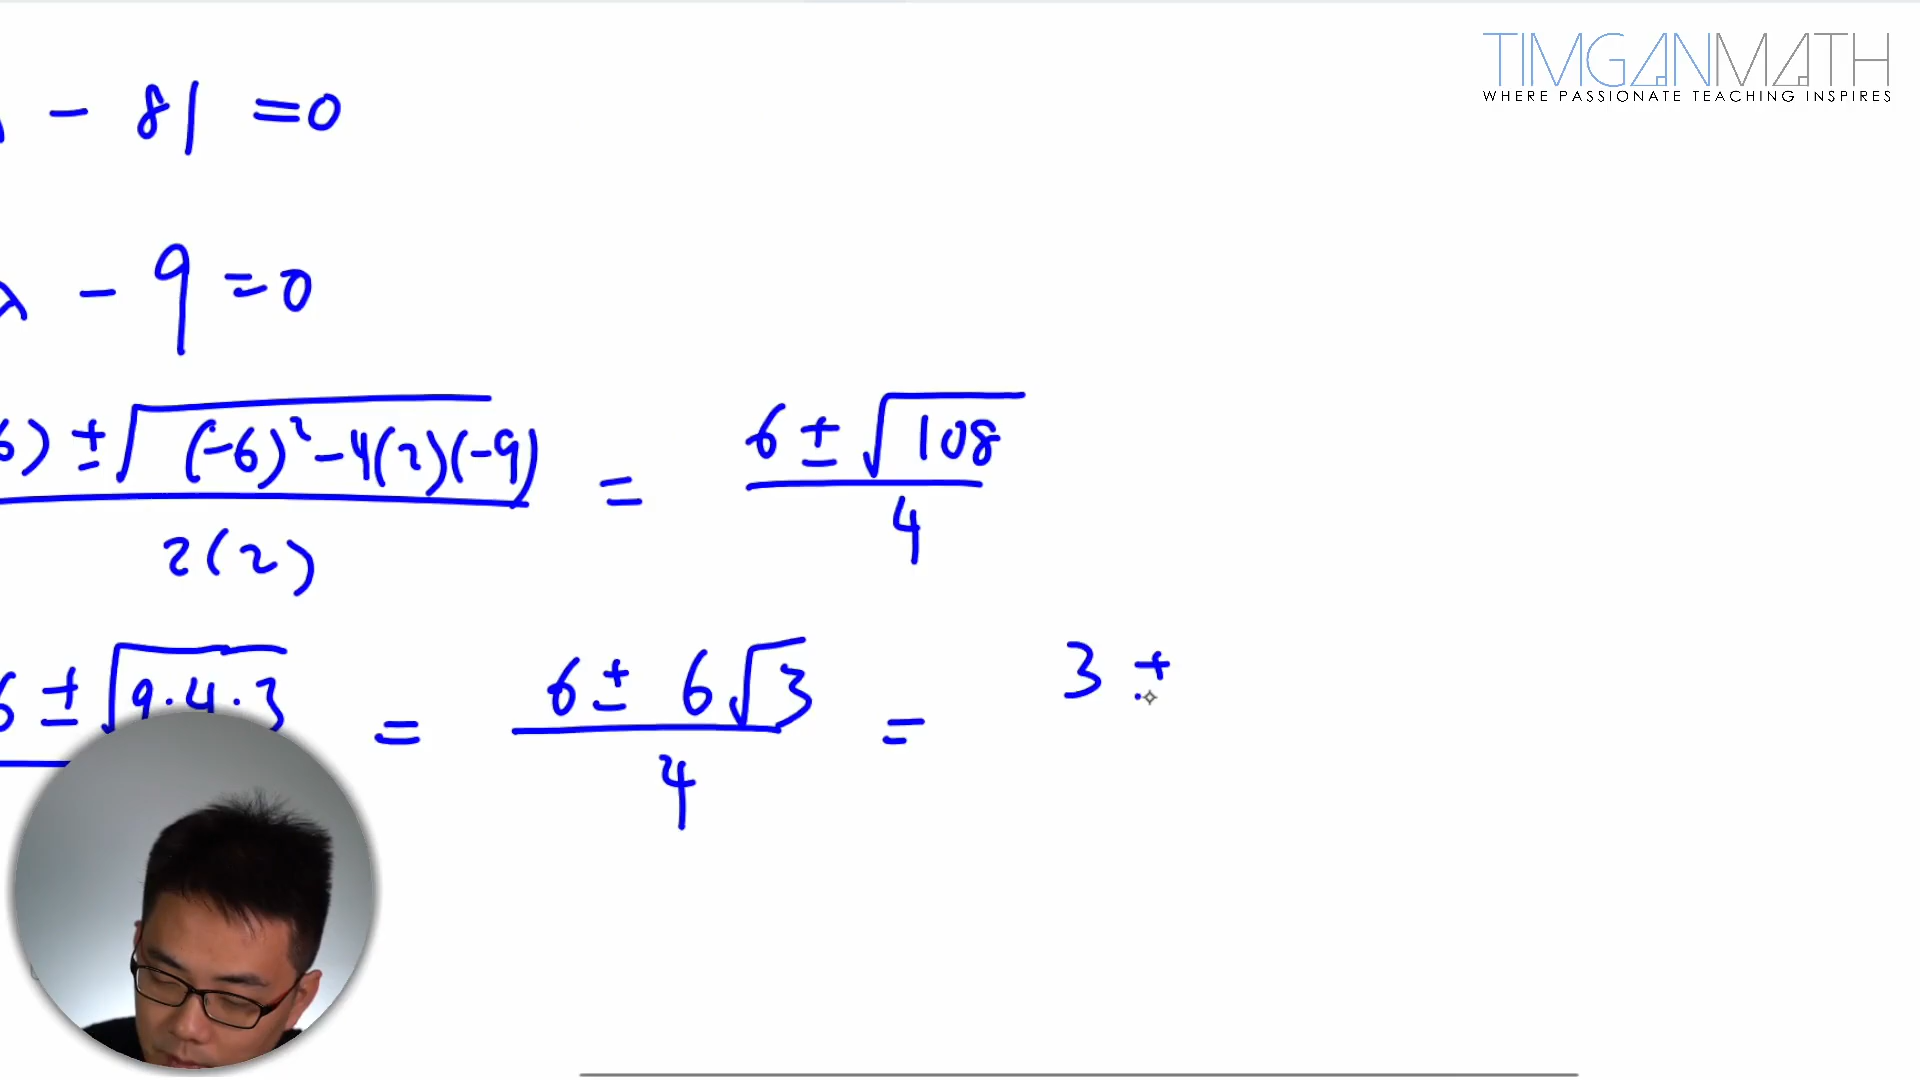 TIMGANMATH
WHERE PASSIONATE TEACHING INSPIRES
- 81 = 0
- 9 = 0
6) ± √(-6)² - 4(2)(-9) = 6 ± √108
2(2) 4
6 ± √9·4·3 = 6 ± 6√3 = 3 ±
4